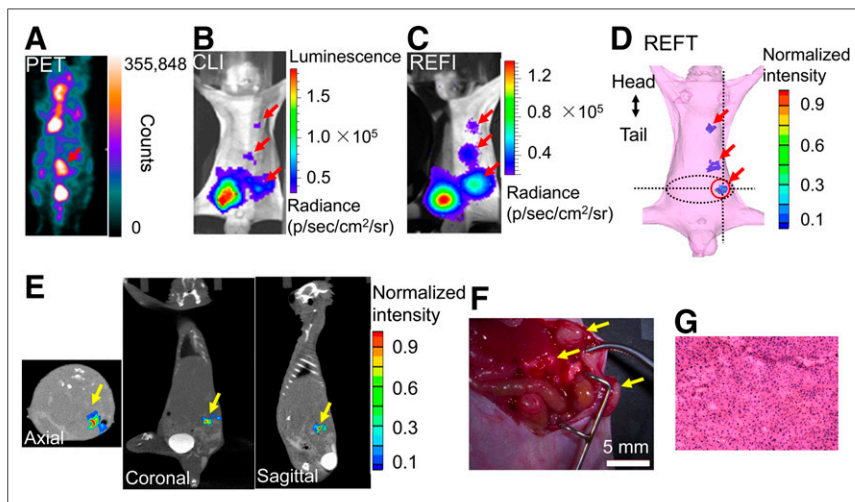 A
PET
355,848
Counts
0
B
CLI
Luminescence
1.5
1.0
0.5
× 10⁵
Radiance
(p/sec/cm²/sr)
C
REFI
1.2
0.8
0.4
× 10⁵
Radiance
(p/sec/cm²/sr)
D REFT
Head
Tail
Normalized
intensity
0.9
0.6
0.3
0.1
E
Axial
Coronal
Sagittal
Normalized
intensity
0.9
0.6
0.3
0.1
F
5 mm
G